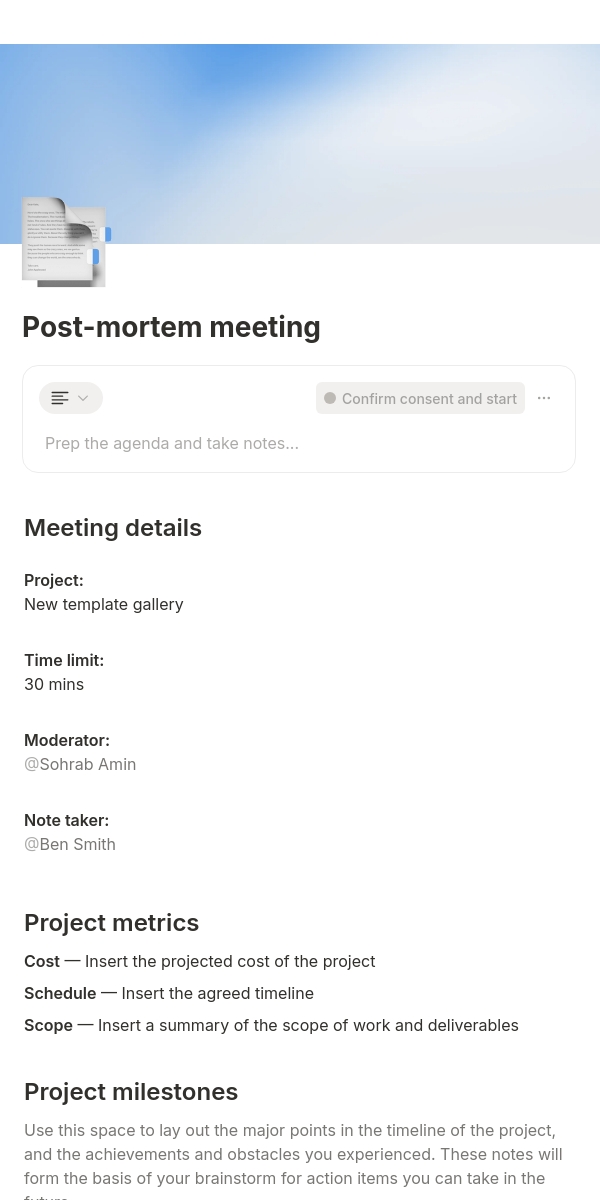 Post-mortem meeting
Confirm consent and start
Prep the agenda and take notes...
Meeting details
Project:
New template gallery
Time limit:
30 mins
Moderator:
@Sohrab Amin
Note taker:
@Ben Smith
Project metrics
Cost — Insert the projected cost of the project
Schedule — Insert the agreed timeline
Scope — Insert a summary of the scope of work and deliverables
Project milestones
Use this space to lay out the major points in the timeline of the project,
and the achievements and obstacles you experienced. These notes will
form the basis of your brainstorm for action items you can take in the